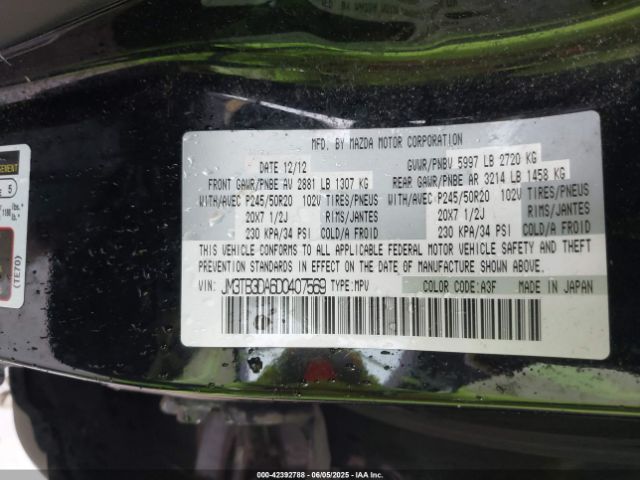 MFD. BY MAZDA MOTOR CORPORATION
DATE 12/12 GVWR/PNBV 5997 LB 2720 KG
FRONT GAWR/PNBE AV 2881 LB 1307 KG REAR GAWR/PNBE AR 3214 LB 1458 KG
WITH/AVEC P245/50R20 102V TIRES/PNEUS WITH/AVEC P245/50R20 102V TIRES/PNEUS
20X7 1/2J RIMS/JANTES 20X7 1/2J RIMS/JANTES
230 KPA/34 PSI COLD/A FROID 230 KPA/34 PSI COLD/A FROID
THIS VEHICLE CONFORMS TO ALL APPLICABLE FEDERAL MOTOR VEHICLE SAFETY AND THEFT
PREVENTION STANDARDS IN EFFECT ON THE DATE OF MANUFACTURE SHOWN ABOVE.
VIN: JM3TB3DA6D0407569 TYPE:MPV COLOR CODE:A3F MADE IN JAPAN
5
(TE70)
000-42392788 - 06/05/2025 - IAA Inc.